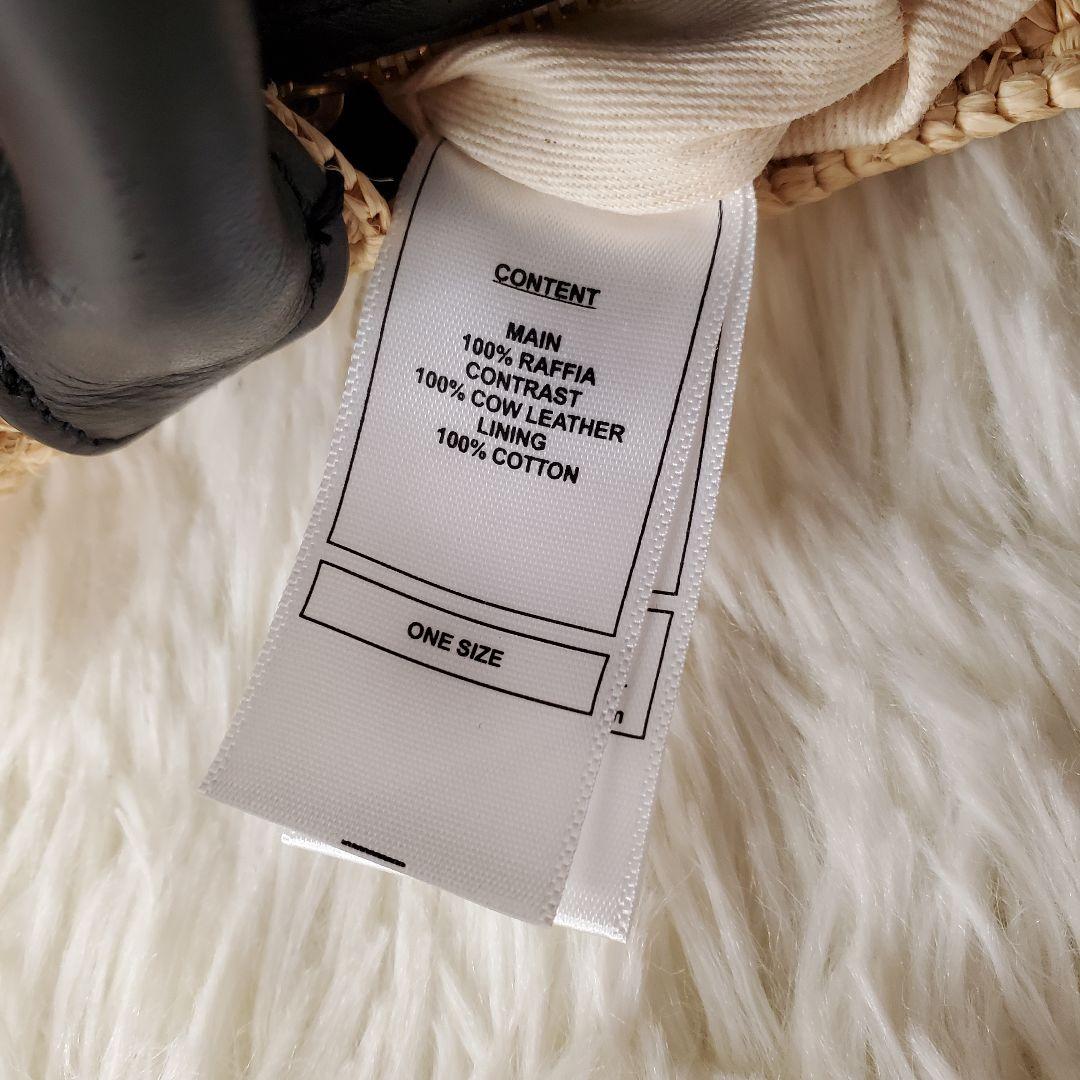 CONTENT
MAIN
100% RAFFIA
CONTRAST
100% COW LEATHER
LINING
100% COTTON
ONE SIZE